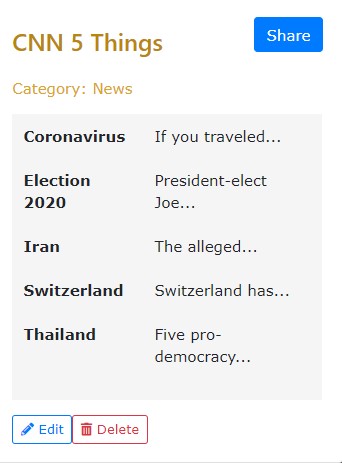 CNN 5 Things
Share
Category: News
Coronavirus If you traveled...
Election President-elect
2020 Joe...
Iran The alleged...
Switzerland Switzerland has...
Thailand Five pro-
democracy...
Edit Delete